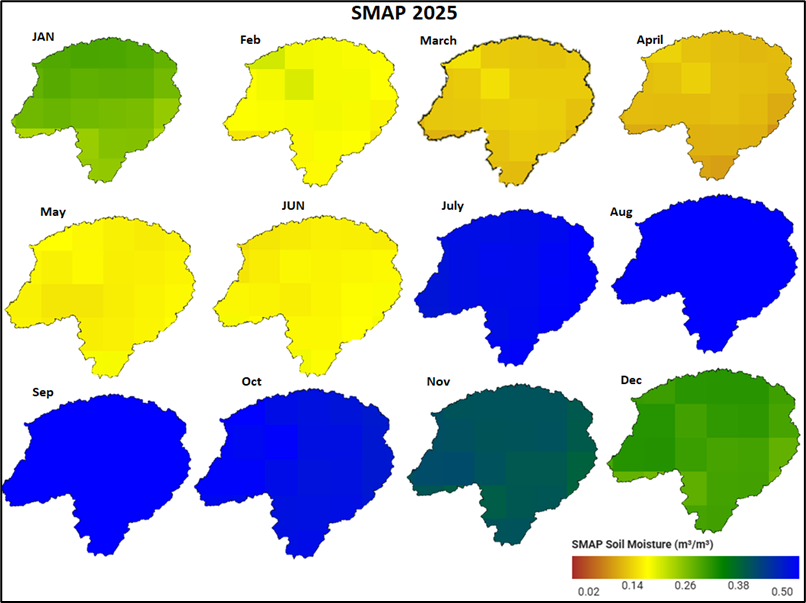 SMAP 2025
JAN
Feb
March
April
May
JUN
July
Aug
Sep
Oct
Nov
Dec
SMAP Soil Moisture (m³/m³)
0.02 0.14 0.26 0.38 0.50